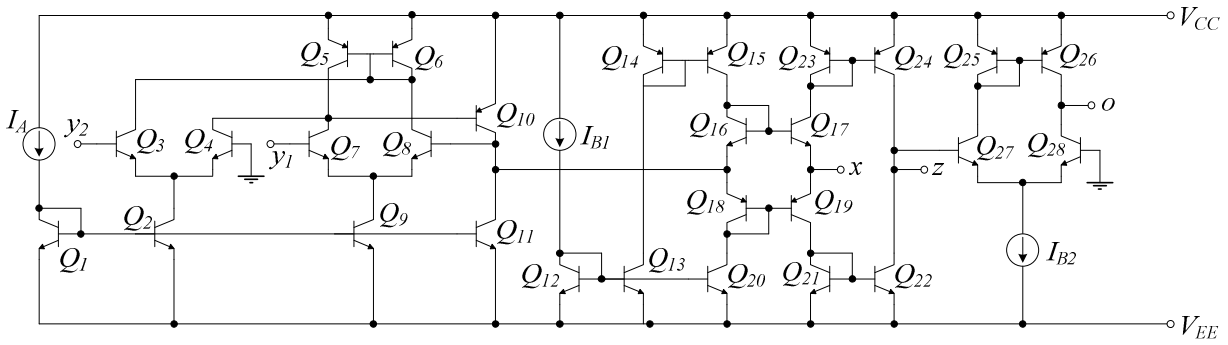 V_CC
Q_5 Q_6 Q_14 Q_15 Q_23 Q_24 Q_25 Q_26
I_A y_2 Q_3 Q_4 y_1 Q_7 Q_8 Q_10 I_B1 Q_16 Q_17 Q_27 Q_28 o
x z
Q_1 Q_2 Q_9 Q_11 Q_18 Q_19 I_B2
Q_12 Q_13 Q_20 Q_21 Q_22
V_EE